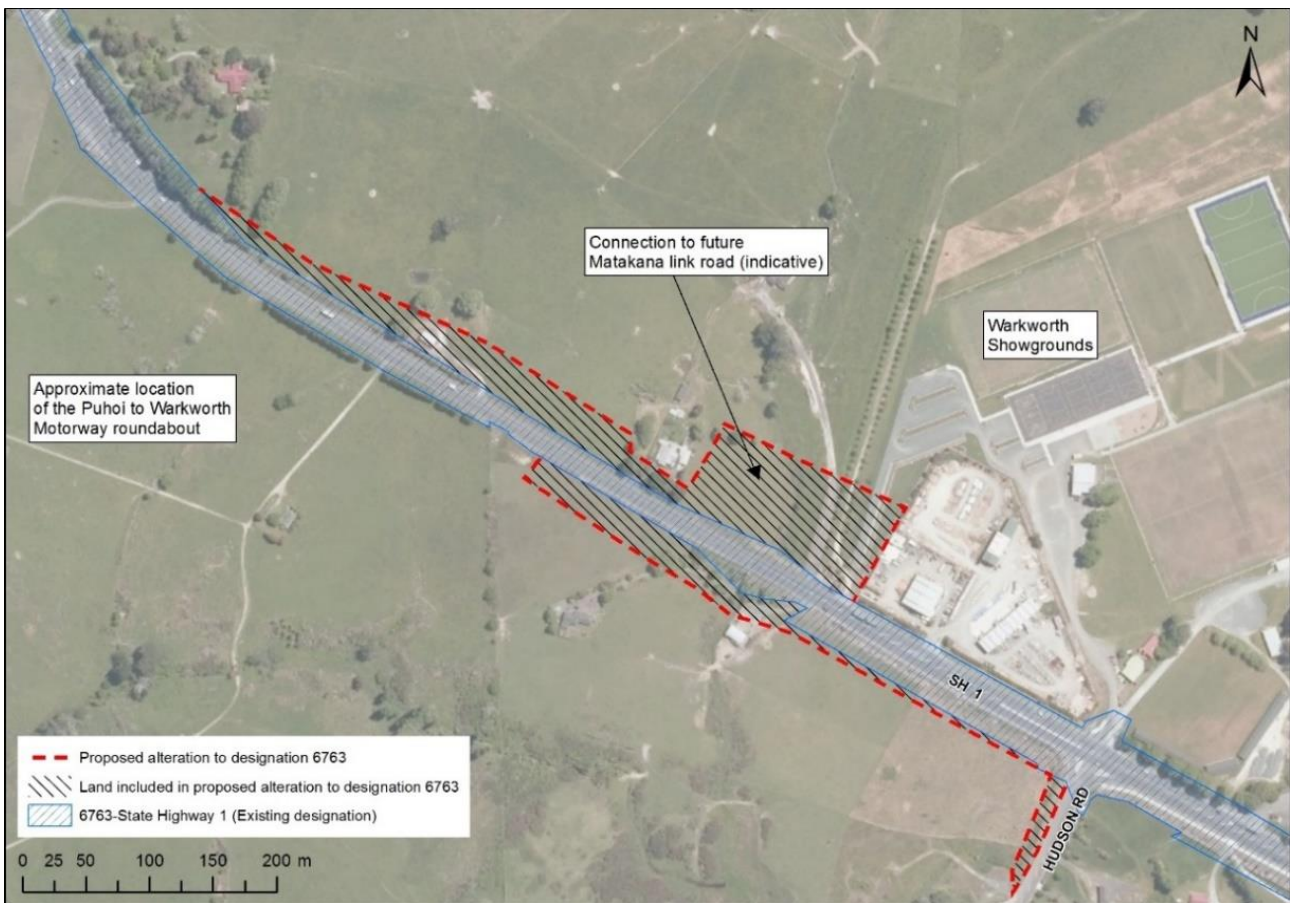 N
Connection to future
Matakana link road (indicative)
Warkworth
Showgrounds
Approximate location
of the Puhoi to Warkworth
Motorway roundabout
SH 1
HUDSON RD
Proposed alteration to designation 6763
Land included in proposed alteration to designation 6763
6763-State Highway 1 (Existing designation)
0 25 50 100 150 200 m